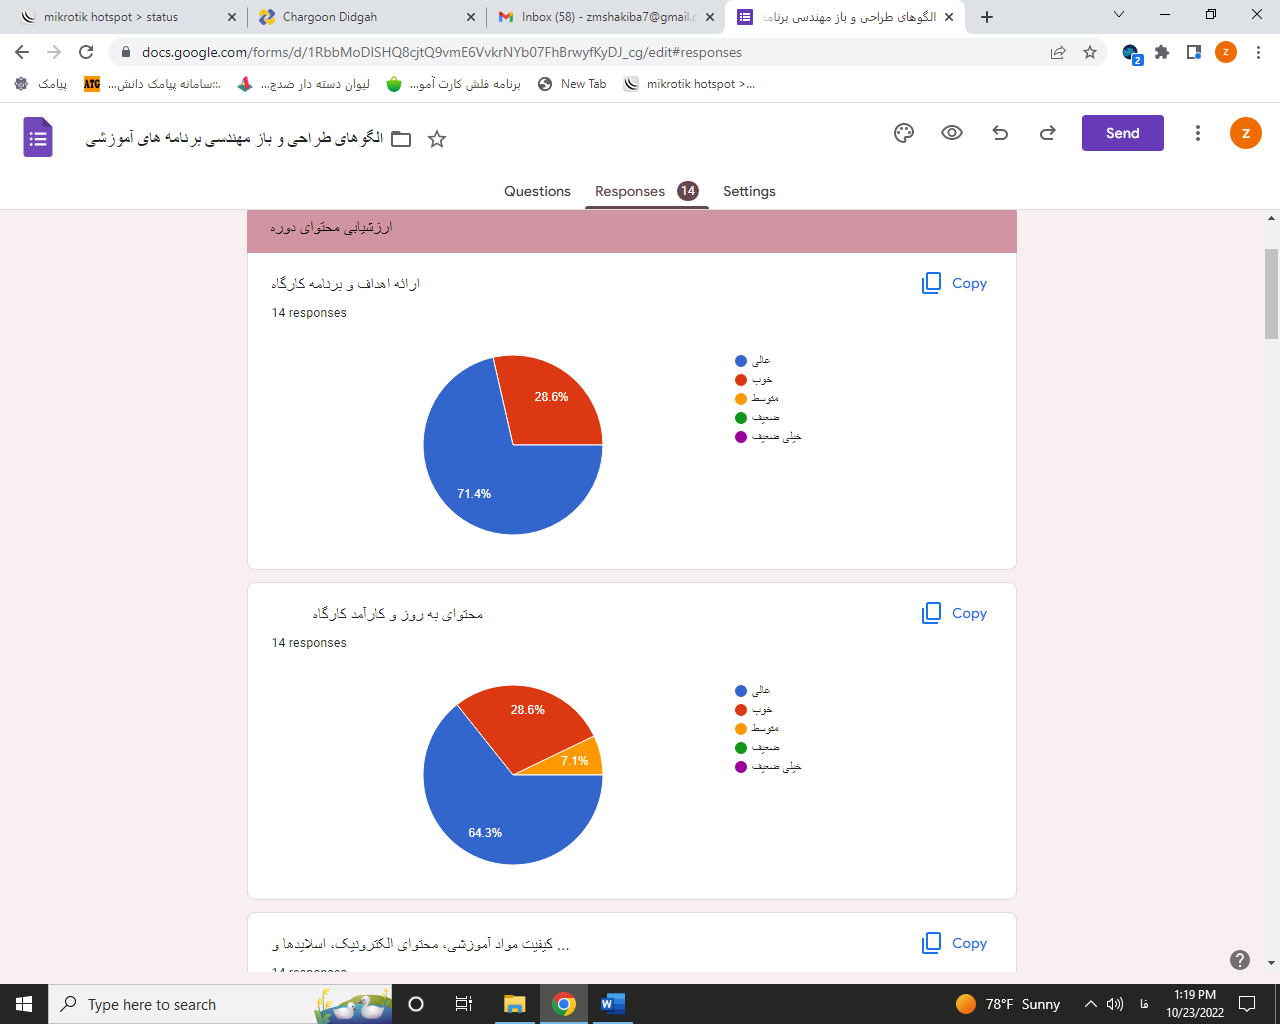 mikrotik hotspot > status
Chargoon Didgah
Inbox (58) - zmshakiba7@gmail.c
الگوهای طراحی و باز مهندسی برنامه
docs.google.com/forms/d/1RbbMoDISHQ8cjtQ9vmE6VvkrNYb07FhBrwyfKyDJ_cg/edit#responses
2
z
پیامک
ATG
سامانه پیامک دانش:::...
لیوان دسته دار ضدچ...
برنامه فلش کارت آمو...
New Tab
mikrotik hotspot >...
الگوهای طراحی و باز مهندسی برنامه های آموزشی
Send
z
Questions
Responses 14
Settings
ارزشیابی محتوای دوره
ارائه اهداف و برنامه کارگاه
Copy
14 responses
عالی
خوب
متوسط
ضعیف
خیلی ضعیف
28.6%
71.4%
محتوای به روز و کارآمد کارگاه
Copy
14 responses
عالی
خوب
متوسط
ضعیف
خیلی ضعیف
28.6%
7.1%
64.3%
کیفیت مواد آموزشی، محتوای الکترونیک، اسلایدها و ...
Copy
14 responses
Type here to search
78°F Sunny
فا
1:19 PM
10/23/2022